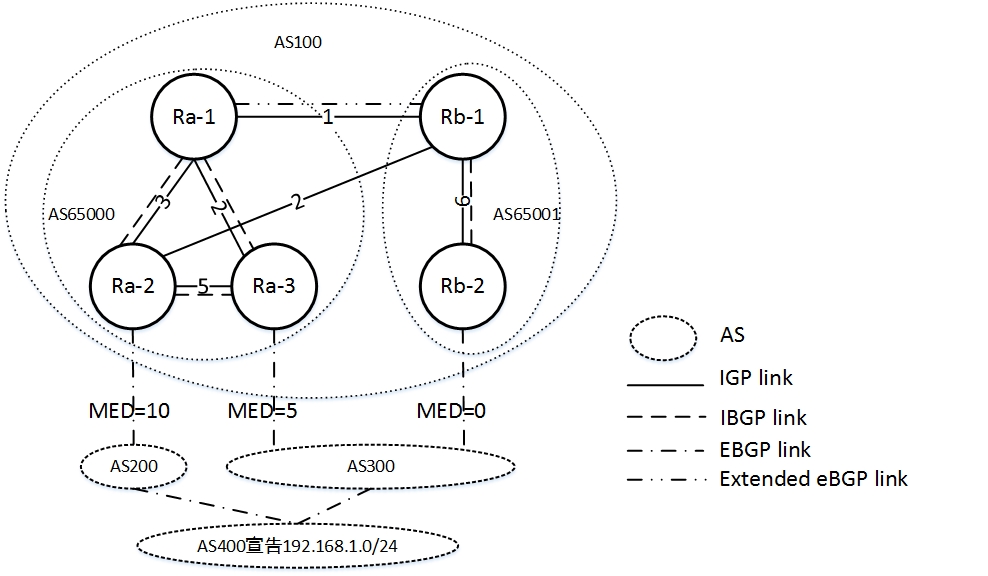 AS100
Ra-1
1
Rb-1
3
2
2
6
AS65000
AS65001
Ra-2
5
Ra-3
Rb-2
MED=10
MED=5
MED=0
AS200
AS300
AS400宣告192.168.1.0/24
AS
IGP link
IBGP link
EBGP link
Extended eBGP link